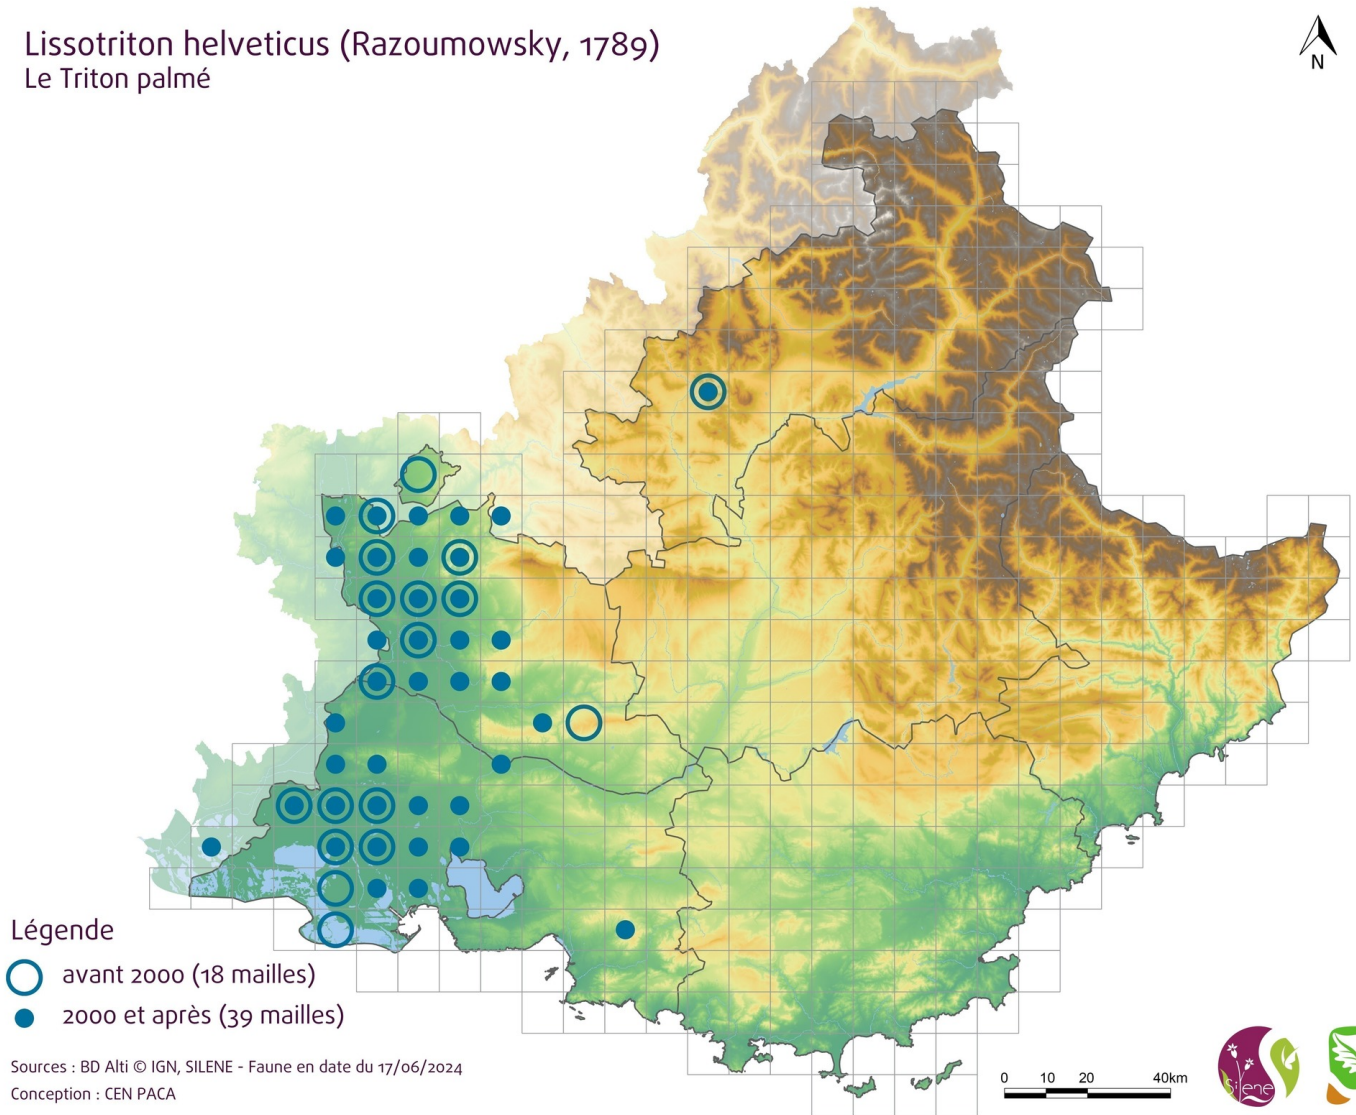 Lissotriton helveticus (Razoumowsky, 1789)
Le Triton palmé
N
Légende
avant 2000 (18 mailles)
2000 et après (39 mailles)
Sources : BD Alti © IGN, SILENE - Faune en date du 17/06/2024
Conception : CEN PACA
0 10 20 40km
Silene